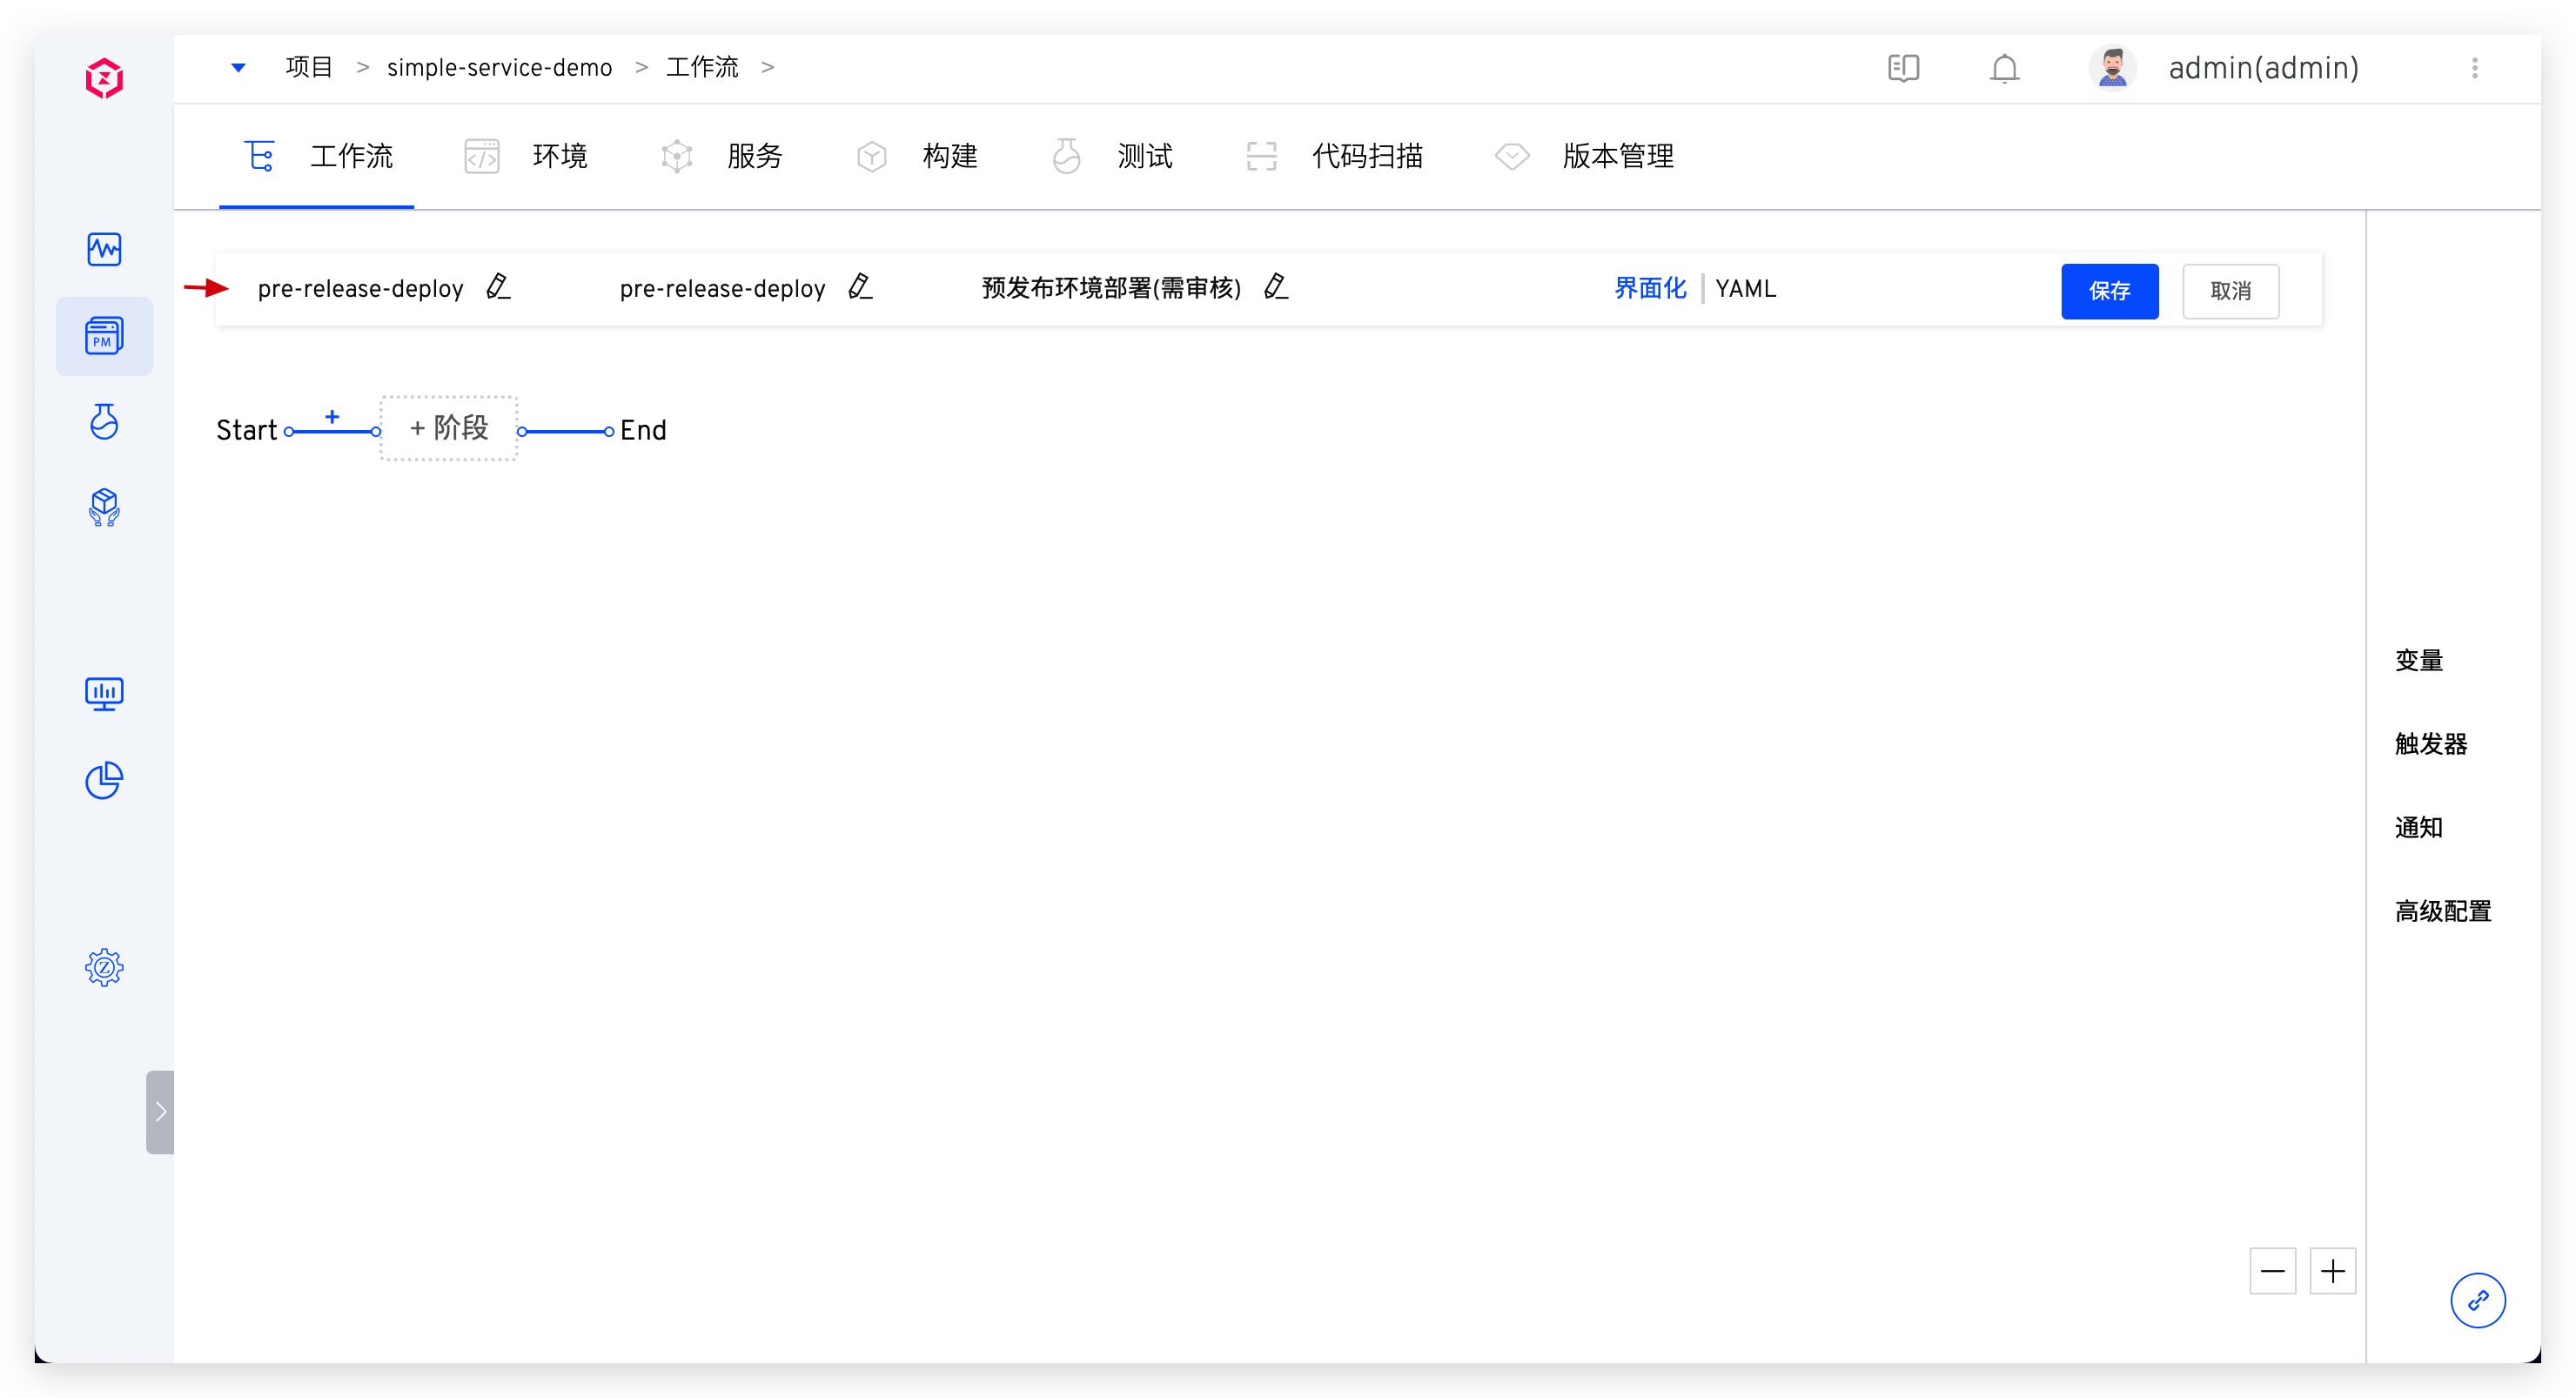 项目 > simple-service-demo > 工作流 >
admin(admin)
工作流 环境 服务 构建 测试 代码扫描 版本管理
pre-release-deploy pre-release-deploy 预发布环境部署(需审核) 界面化 | YAML 保存 取消
PM
Start + + 阶段 End
变量
触发器
通知
高级配置
Z